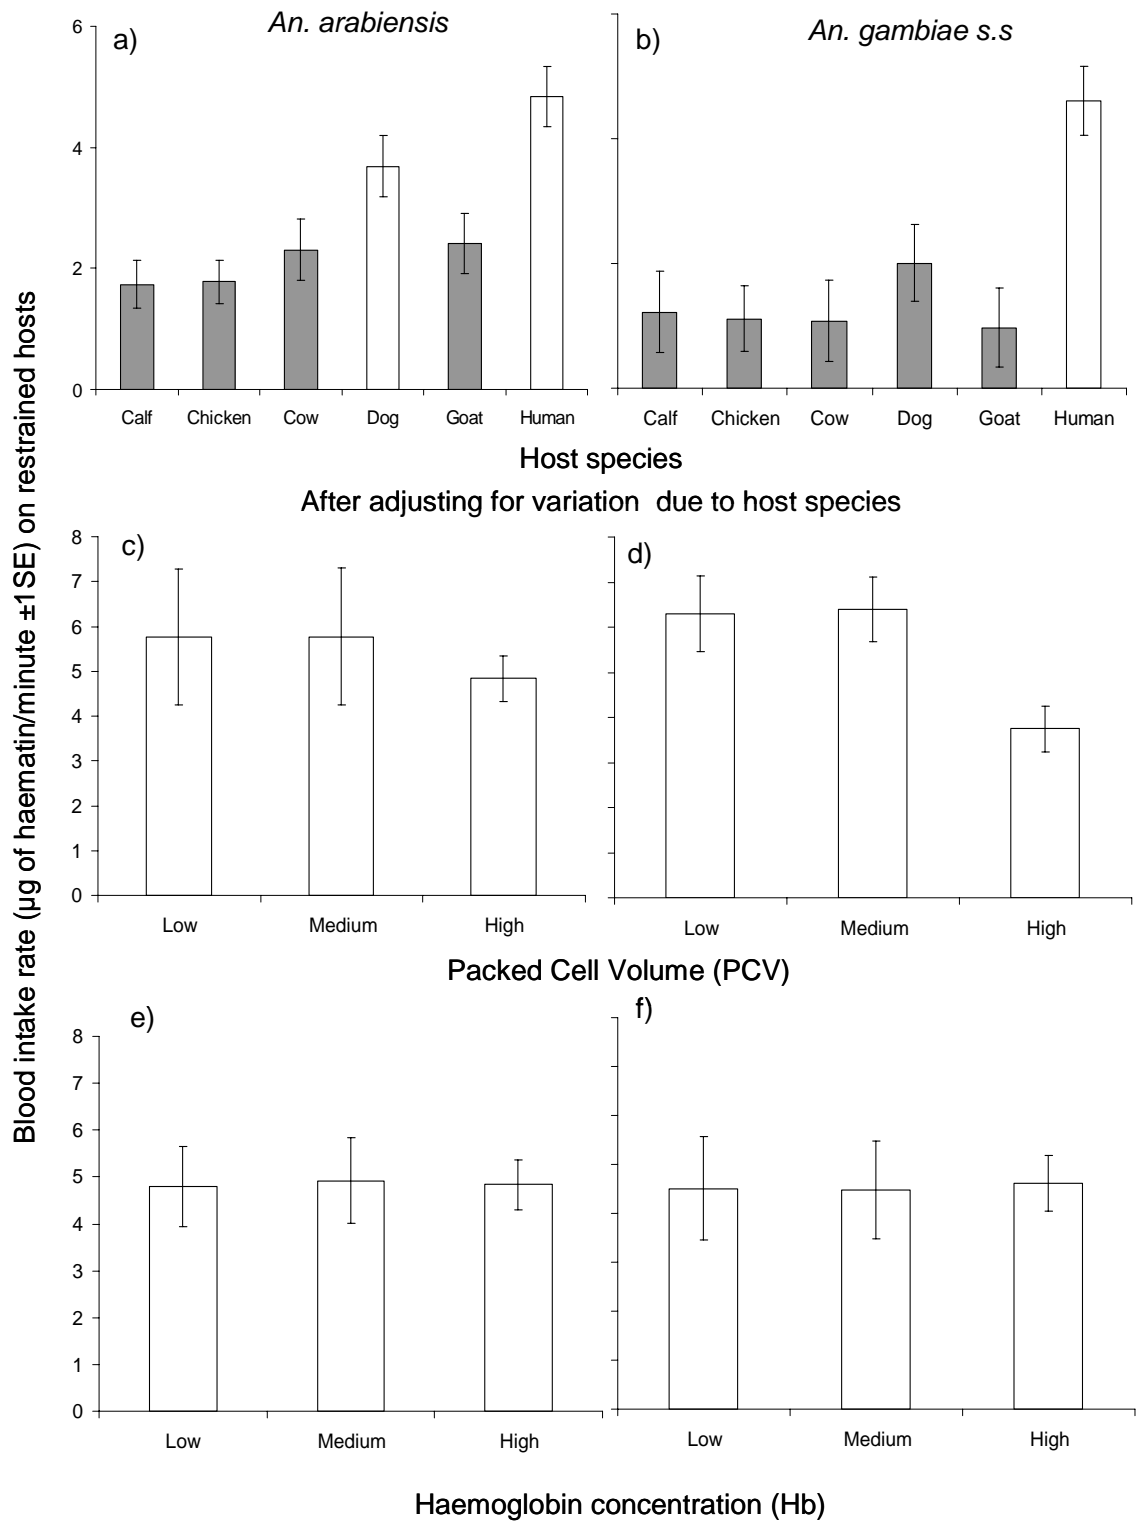 An. arabiensis
An. gambiae s.s
a)
b)
6
4
2
0
Calf Chicken Cow Dog Goat Human
Calf Chicken Cow Dog Goat Human
Host species
After adjusting for variation due to host species
Blood intake rate (µg of haematin/minute ±1SE) on restrained hosts
c)
d)
8
7
6
5
4
3
2
1
0
Low Medium High
Low Medium High
Packed Cell Volume (PCV)
e)
f)
8
7
6
5
4
3
2
1
0
Low Medium High
Low Medium High
Haemoglobin concentration (Hb)